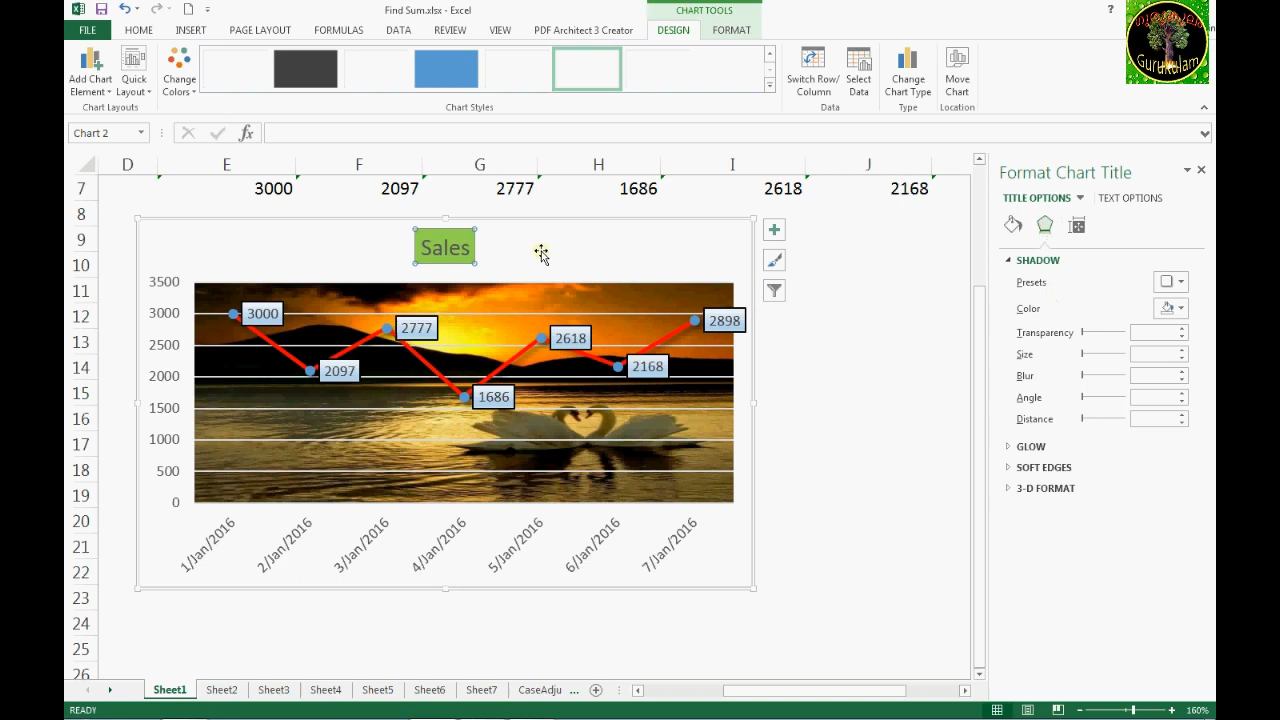 Find Sum.xlsx - Excel
CHART TOOLS
?
FILE
HOME
INSERT
PAGE LAYOUT
FORMULAS
DATA
REVIEW
VIEW
PDF Architect 3 Creator
DESIGN
FORMAT
Gurukulam
Add Chart Element
Quick Layout
Change Colors
Switch Row/ Column
Select Data
Change Chart Type
Move Chart
Chart Layouts
Chart Styles
Data
Type
Location
Chart 2
fx
D E F G H I J
7 3000 2097 2777 1686 2618 2168
8
9
10
11
12
13
14
15
16
17
18
19
20
21
22
23
24
25
26
Sales
3500
3000
2500
2000
1500
1000
500
0
3000
2097
2777
1686
2618
2168
2898
1/Jan/2016
2/Jan/2016
3/Jan/2016
4/Jan/2016
5/Jan/2016
6/Jan/2016
7/Jan/2016
Format Chart Title
TITLE OPTIONS
TEXT OPTIONS
SHADOW
Presets
Color
Transparency
Size
Blur
Angle
Distance
GLOW
SOFT EDGES
3-D FORMAT
Sheet1 Sheet2 Sheet3 Sheet4 Sheet5 Sheet6 Sheet7 CaseAdju ...
READY
160%